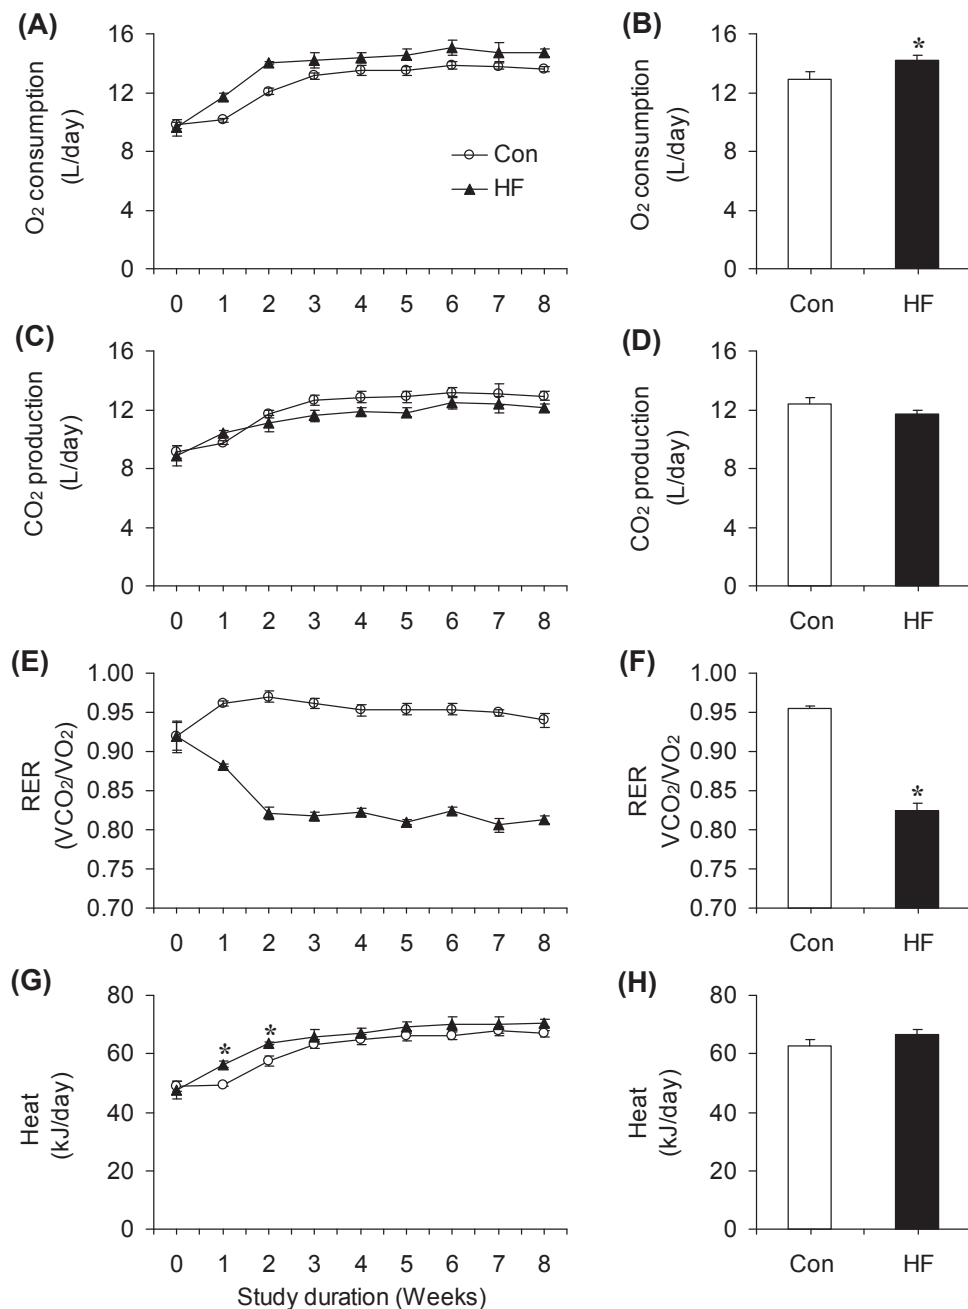 (A)
O2 consumption
(L/day)
16
12
8
4
0
Con
HF
0 1 2 3 4 5 6 7 8
(B)
O2 consumption
(L/day)
16
12
8
4
0
*
Con HF
(C)
CO2 production
(L/day)
16
12
8
4
0
0 1 2 3 4 5 6 7 8
(D)
CO2 production
(L/day)
16
12
8
4
0
Con HF
(E)
RER
(VCO2/VO2)
1.00
0.95
0.90
0.85
0.80
0.75
0.70
0 1 2 3 4 5 6 7 8
(F)
RER
VCO2/VO2
1.00
0.95
0.90
0.85
0.80
0.75
0.70
*
Con HF
(G)
Heat
(kJ/day)
80
60
40
20
0
* *
0 1 2 3 4 5 6 7 8
Study duration (Weeks)
(H)
Heat
(kJ/day)
80
60
40
20
0
Con HF